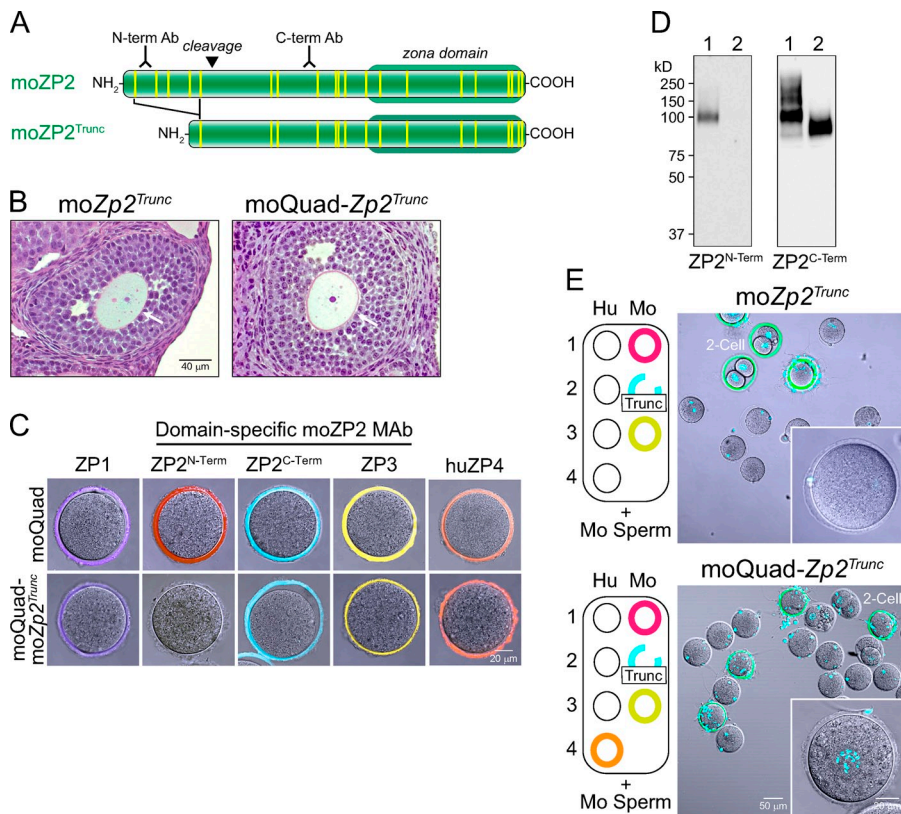 A
N-term Ab
cleavage
C-term Ab
zona domain
moZP2
NH2
COOH
moZP2Trunc
NH2
COOH
B
moZp2Trunc
moQuad-Zp2Trunc
40 µm
C
Domain-specific moZP2 MAb
ZP1
ZP2N-Term
ZP2C-Term
ZP3
huZP4
moQuad
moQuad-
moZp2Trunc
20 µm
D
1 2
1 2
kD
250
150
100
75
50
37
ZP2N-Term
ZP2C-Term
E
moZp2Trunc
Hu Mo
1
2
Trunc
3
4
+
Mo Sperm
2-Cell
moQuad-Zp2Trunc
Hu Mo
1
2
Trunc
3
4
+
Mo Sperm
2-Cell
50 µm
20 µm